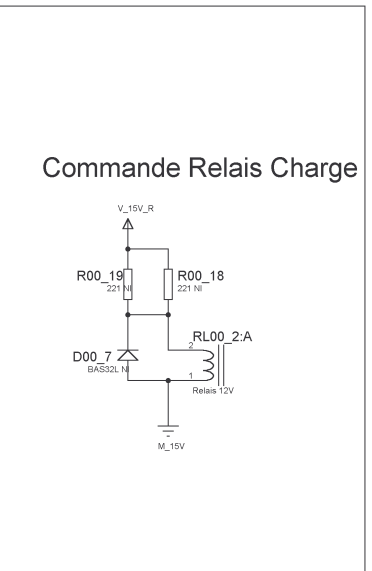 Commande Relais Charge
V_15V_R
R00_19
221 NI
R00_18
221 NI
RL00_2:A
2
D00_7
BAS32L NI
1
Relais 12V
M_15V